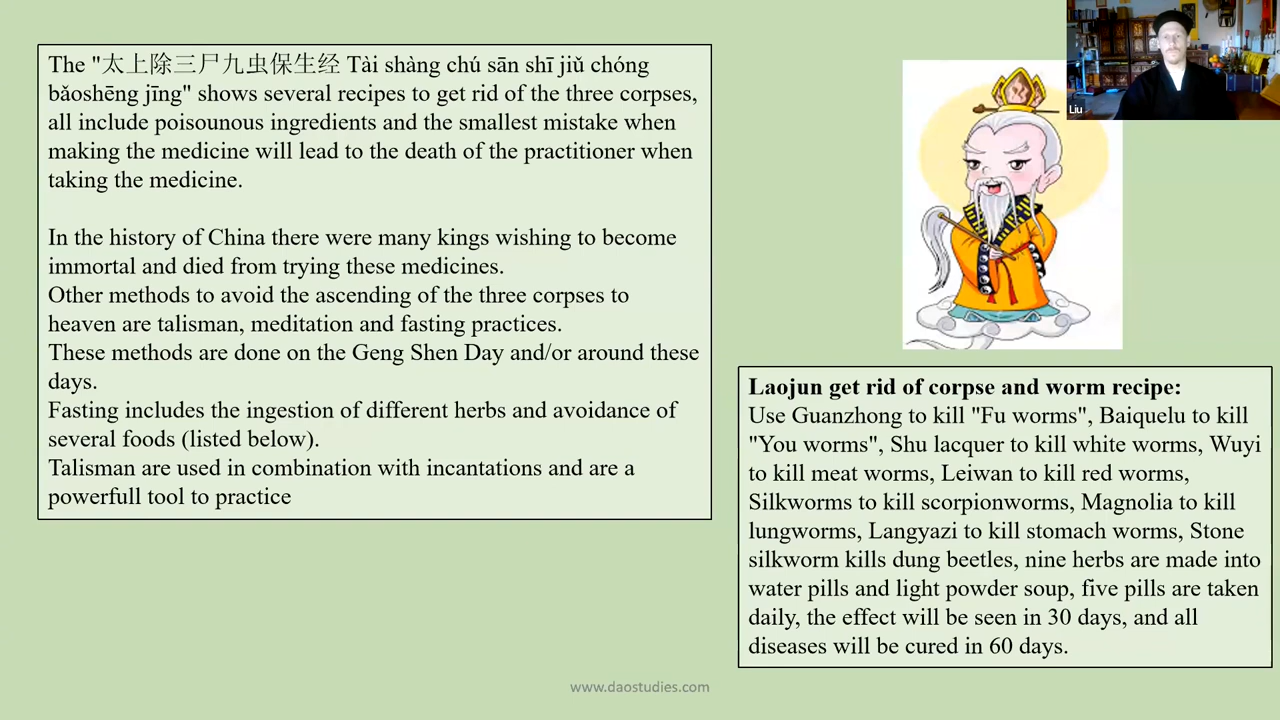 The "太上除三尸九虫保生经 Tài shàng chú sān shī jiǔ chóng
bǎoshēng jīng" shows several recipes to get rid of the three corpses,
all include poisounous ingredients and the smallest mistake when
making the medicine will lead to the death of the practitioner when
taking the medicine.
In the history of China there were many kings wishing to become
immortal and died from trying these medicines.
Other methods to avoid the ascending of the three corpses to
heaven are talisman, meditation and fasting practices.
These methods are done on the Geng Shen Day and/or around these
days.
Fasting includes the ingestion of different herbs and avoidance of
several foods (listed below).
Talisman are used in combination with incantations and are a
powerfull tool to practice
Liu
Laojun get rid of corpse and worm recipe:
Use Guanzhong to kill "Fu worms", Baiquelu to kill
"You worms", Shu lacquer to kill white worms, Wuyi
to kill meat worms, Leiwan to kill red worms,
Silkworms to kill scorpionworms, Magnolia to kill
lungworms, Langyazi to kill stomach worms, Stone
silkworm kills dung beetles, nine herbs are made into
water pills and light powder soup, five pills are taken
daily, the effect will be seen in 30 days, and all
diseases will be cured in 60 days.
www.daostudies.com